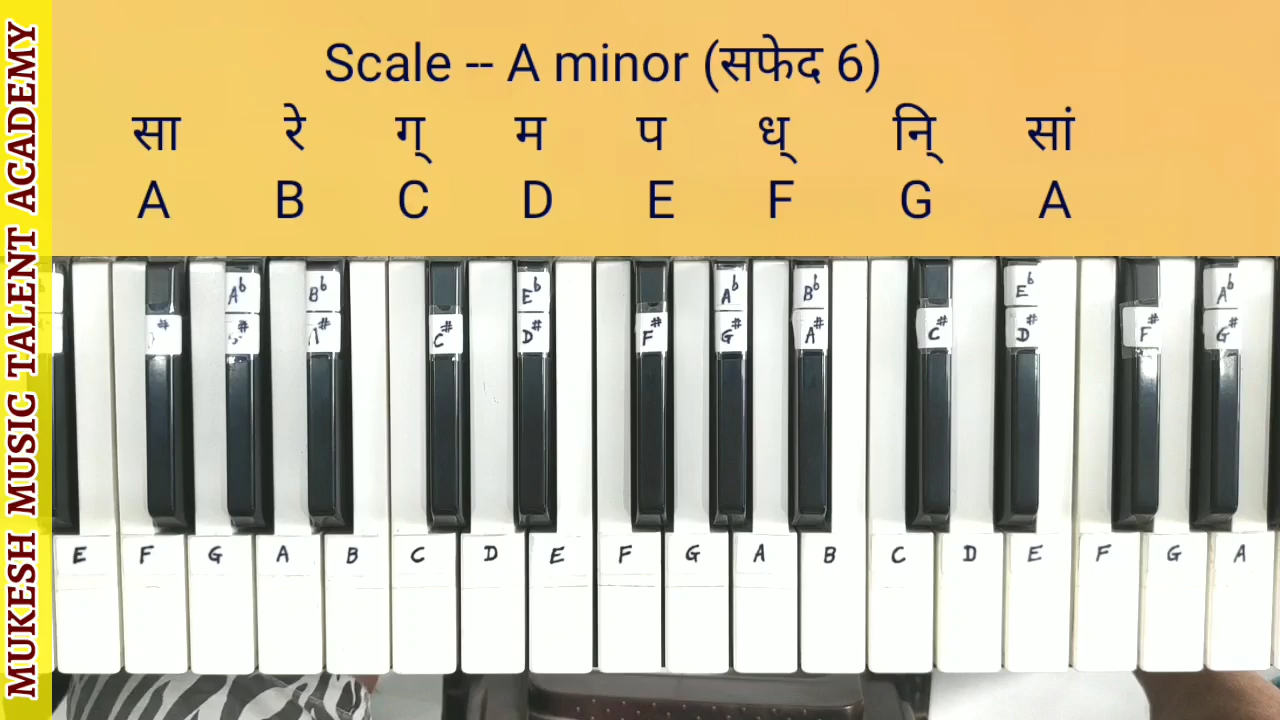 MUKESH MUSIC TALENT ACADEMY
Scale -- A minor (सफेद 6)
सा रे ग् म प ध् नि् सां
A B C D E F G A
A♭ B♭ E♭ A♭ B♭ E♭ A♭
# # # C# D# F# G# A# C# D# F# G#
E F G A B C D E F G A B C D E F G A